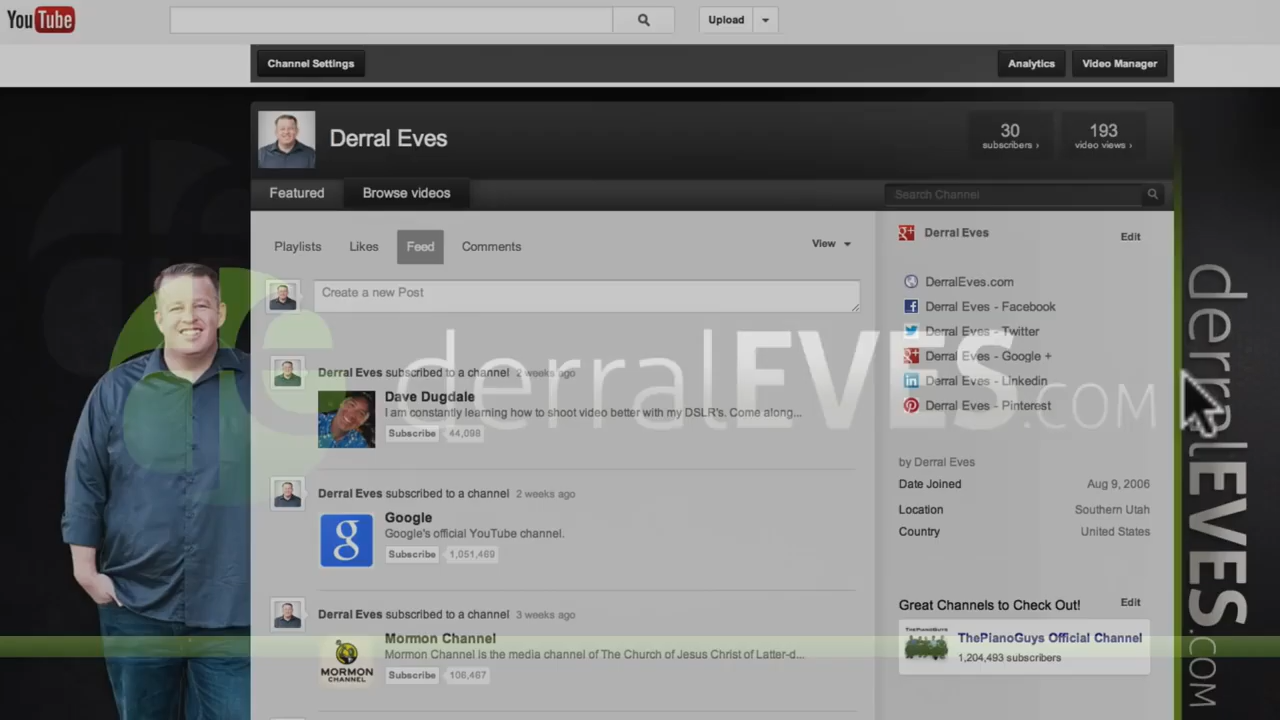 YouTube
Upload
Channel Settings
Analytics
Video Manager
Derral Eves
30
subscribers ›
193
video views ›
Featured
Browse videos
Search Channel
Playlists
Likes
Feed
Comments
View
Create a new Post
Derral Eves subscribed to a channel 2 weeks ago
Dave Dugdale
I am constantly learning how to shoot video better with my DSLR's. Come along...
Subscribe 44,098
Derral Eves subscribed to a channel 2 weeks ago
Google
Google's official YouTube channel.
Subscribe 1,051,469
Derral Eves subscribed to a channel 3 weeks ago
Mormon Channel
Mormon Channel is the media channel of The Church of Jesus Christ of Latter-d...
Subscribe 106,467
MORMON
CHANNEL
Derral Eves
Edit
DerralEves.com
Derral Eves - Facebook
Derral Eves - Twitter
Derral Eves - Google +
Derral Eves - Linkedin
Derral Eves - Pinterest
by Derral Eves
Date Joined Aug 9, 2006
Location Southern Utah
Country United States
Great Channels to Check Out!
Edit
THEPIANOGUYS
ThePianoGuys Official Channel
1,204,493 subscribers
derralEVES.COM
derralEVES.COM